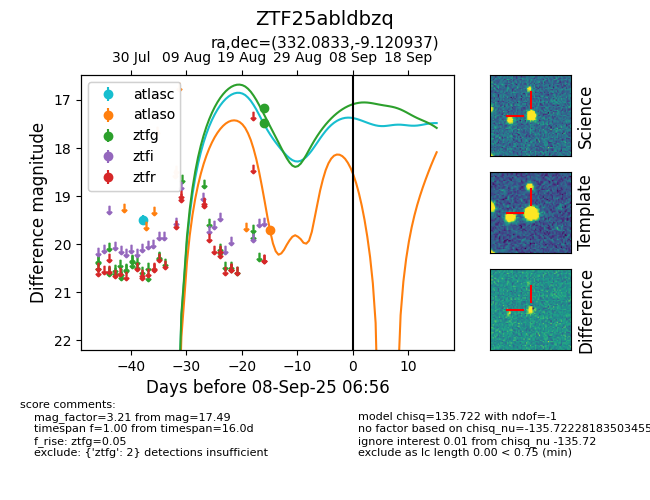 ZTF25abldbzq
ra,dec=(332.0833,-9.120937)
30 Jul 09 Aug 19 Aug 29 Aug 08 Sep 18 Sep
atlasc
atlaso
ztfg
ztfi
ztfr
17
18
19
20
21
22
Difference magnitude
−40 −30 −20 −10 0 10
Days before 08-Sep-25 06:56
Science
Template
Difference
score comments:
mag_factor=3.21 from mag=17.49
timespan f=1.00 from timespan=16.0d
f_rise: ztfg=0.05
exclude: {'ztfg': 2} detections insufficient
model chisq=135.722 with ndof=-1
no factor based on chisq_nu=-135.72228183503455
ignore interest 0.01 from chisq_nu -135.72
exclude as lc length 0.00 < 0.75 (min)